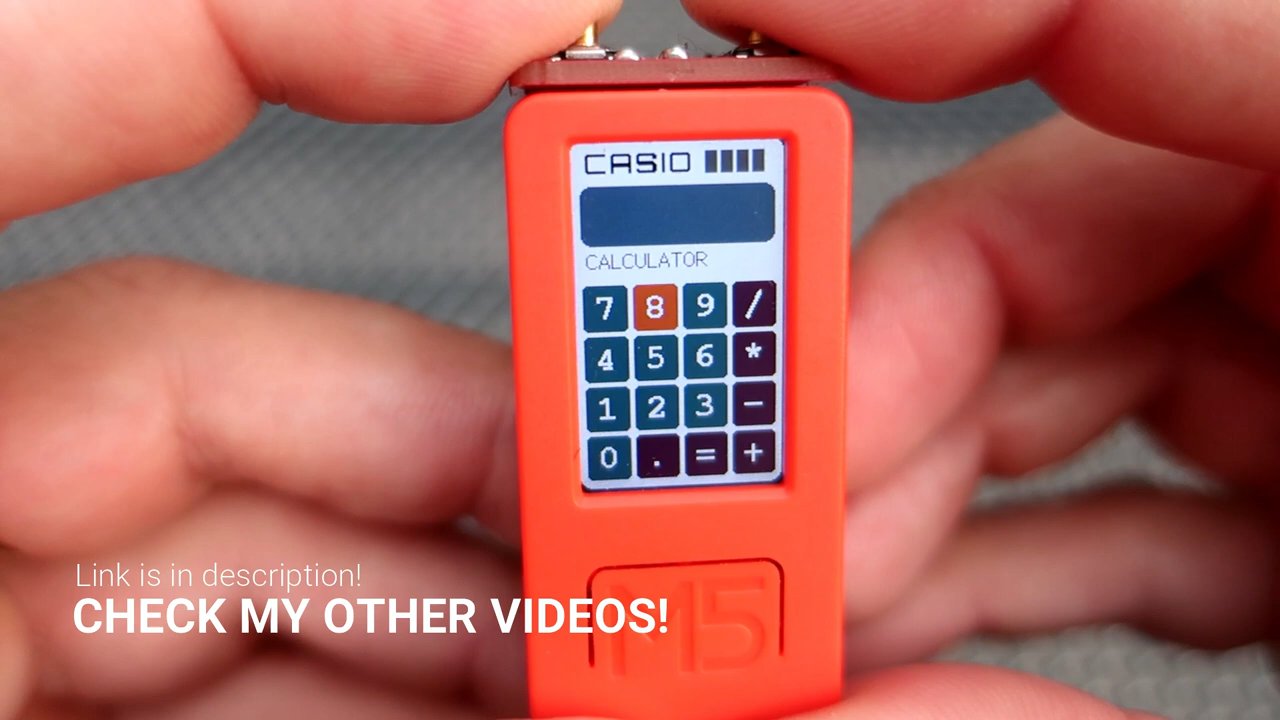 CASIO
CALCULATOR
7 8 9 /
4 5 6 *
1 2 3 -
0 . = +
M5
Link is in description!
CHECK MY OTHER VIDEOS!